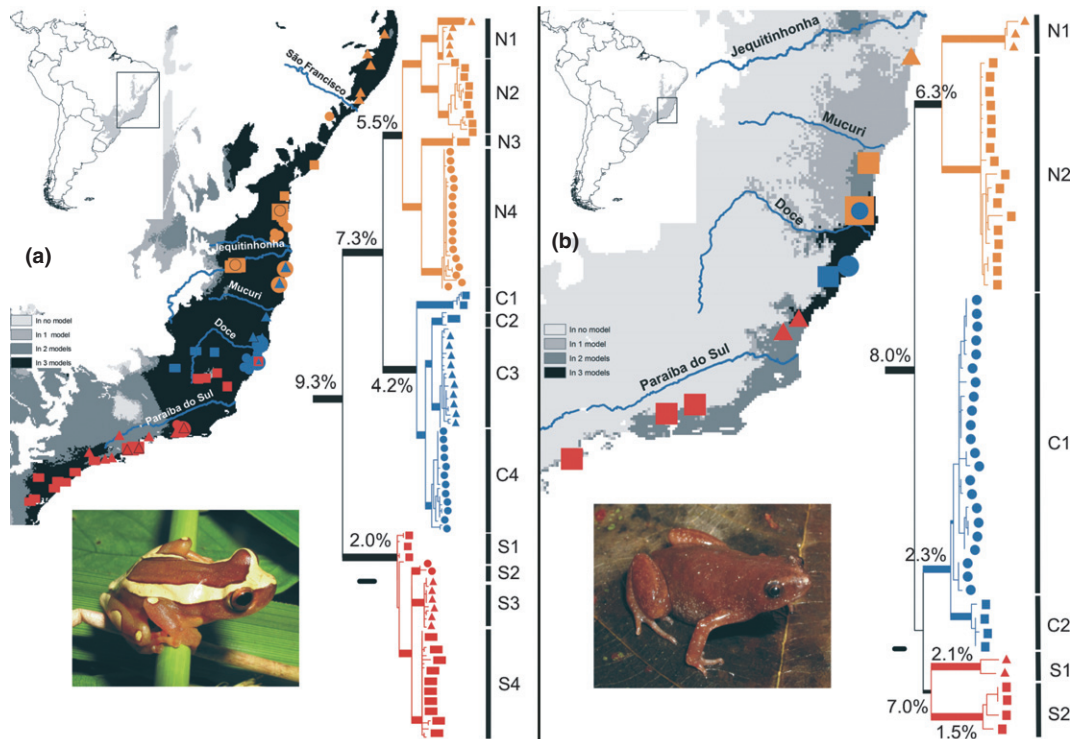 (a)
São Francisco
Jequitinhonha
Mucuri
Doce
Paraiba do Sul
In no model
In 1 model
In 2 models
In 3 models
9.3%
7.3%
5.5%
4.2%
2.0%
N1
N2
N3
N4
C1
C2
C3
C4
S1
S2
S3
S4
(b)
Jequitinhonha
Mucuri
Doce
Paraiba do Sul
In no model
In 1 model
In 2 models
In 3 models
6.3%
8.0%
2.3%
2.1%
7.0%
1.5%
N1
N2
C1
C2
S1
S2